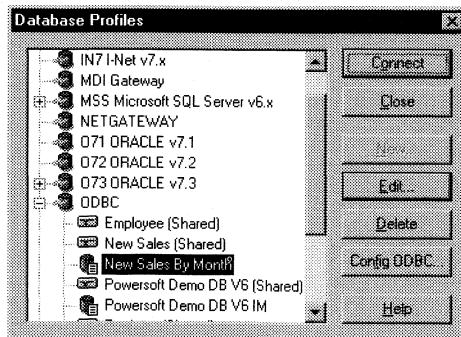 Database Profiles
IN7 I-Net v7.x
MDI Gateway
MSS Microsoft SQL Server v6.x
NETGATEWAY
O71 ORACLE v7.1
O72 ORACLE v7.2
O73 ORACLE v7.3
ODBC
Employee (Shared)
New Sales (Shared)
New Sales By Month
Powersoft Demo DB V6 (Shared)
Powersoft Demo DB V6 IM
Connect
Close
New...
Edit...
Delete
Config ODBC.
Help